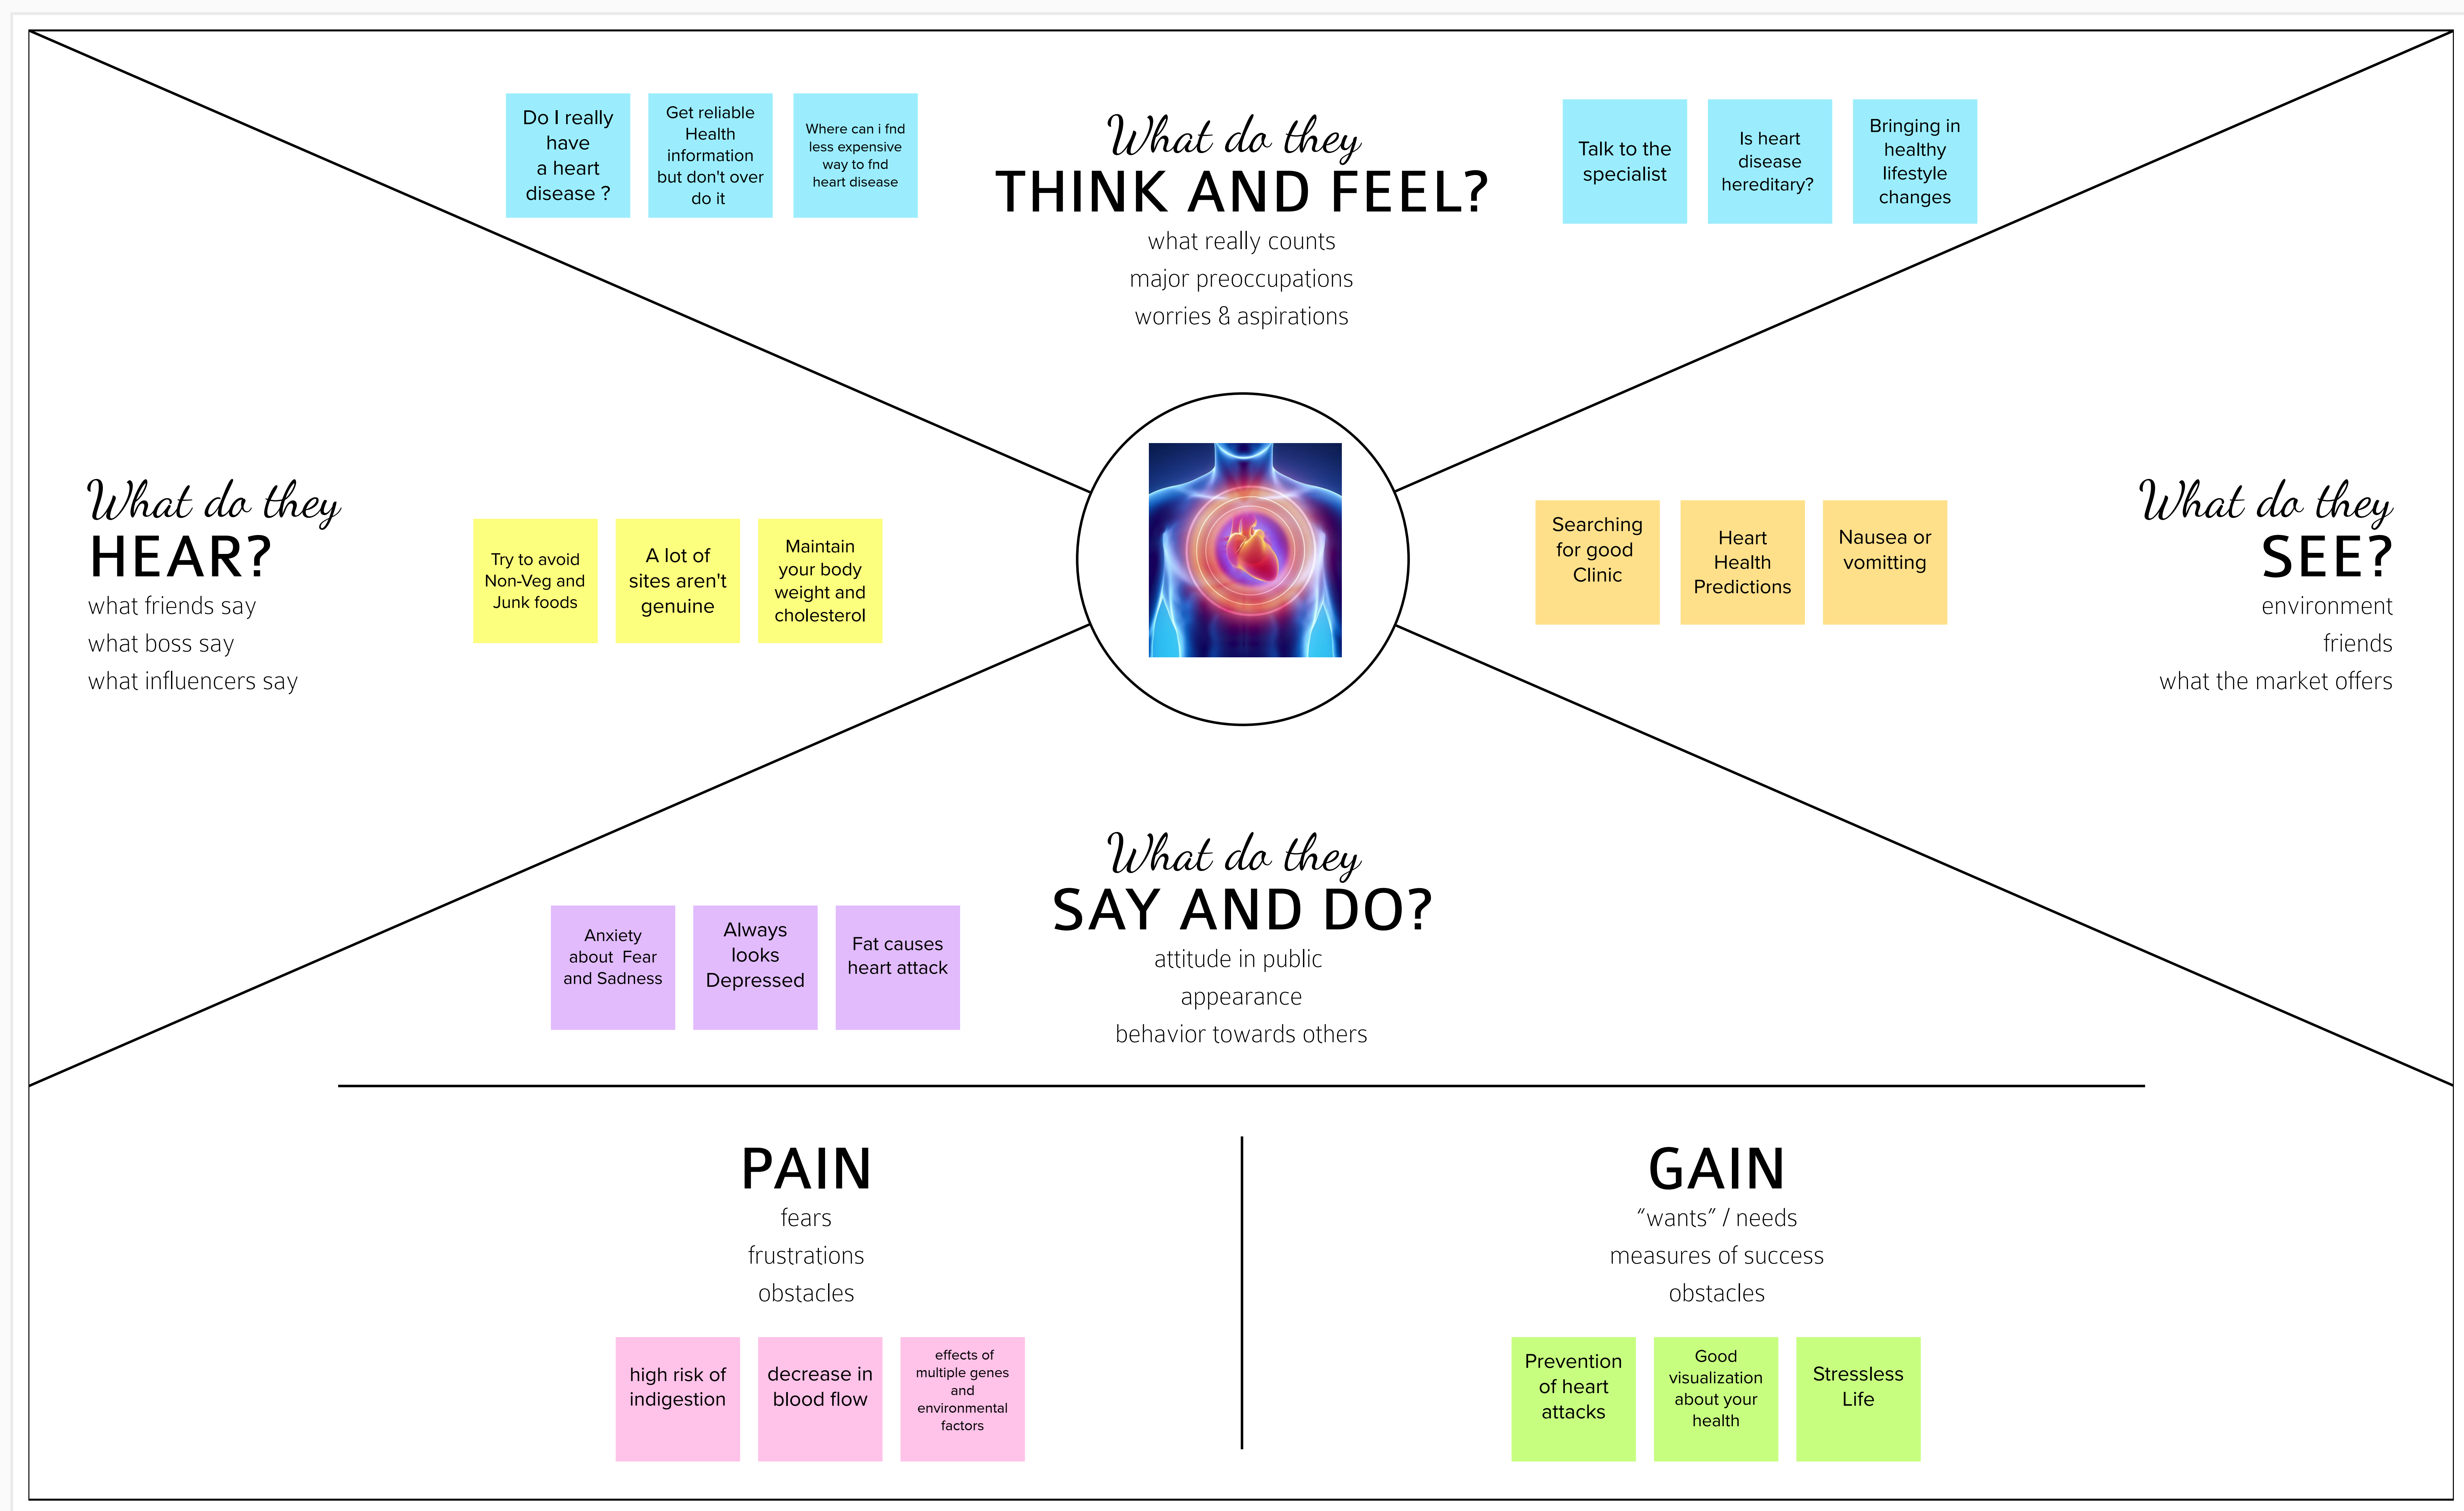 Do I really
have
a heart
disease ?
Get reliable
Health
information
but don't over
do it
Where can i fnd
less expensive
way to fnd
heart disease
What do they
THINK AND FEEL?
what really counts
major preoccupations
worries & aspirations
Talk to the
specialist
Is heart
disease
hereditary?
Bringing in
healthy
lifestyle
changes
What do they
HEAR?
what friends say
what boss say
what influencers say
Try to avoid
Non-Veg and
Junk foods
A lot of
sites aren't
genuine
Maintain
your body
weight and
cholesterol
Searching
for good
Clinic
Heart
Health
Predictions
Nausea or
vomitting
What do they
SEE?
environment
friends
what the market offers
What do they
SAY AND DO?
attitude in public
appearance
behavior towards others
Anxiety
about  Fear
and Sadness
Always
looks
Depressed
Fat causes
heart attack
PAIN
fears
frustrations
obstacles
high risk of
indigestion
decrease in
blood flow
effects of
multiple genes
and
environmental
factors
GAIN
“wants” / needs
measures of success
obstacles
Prevention
of heart
attacks
Good
visualization
about your
health
Stressless
Life